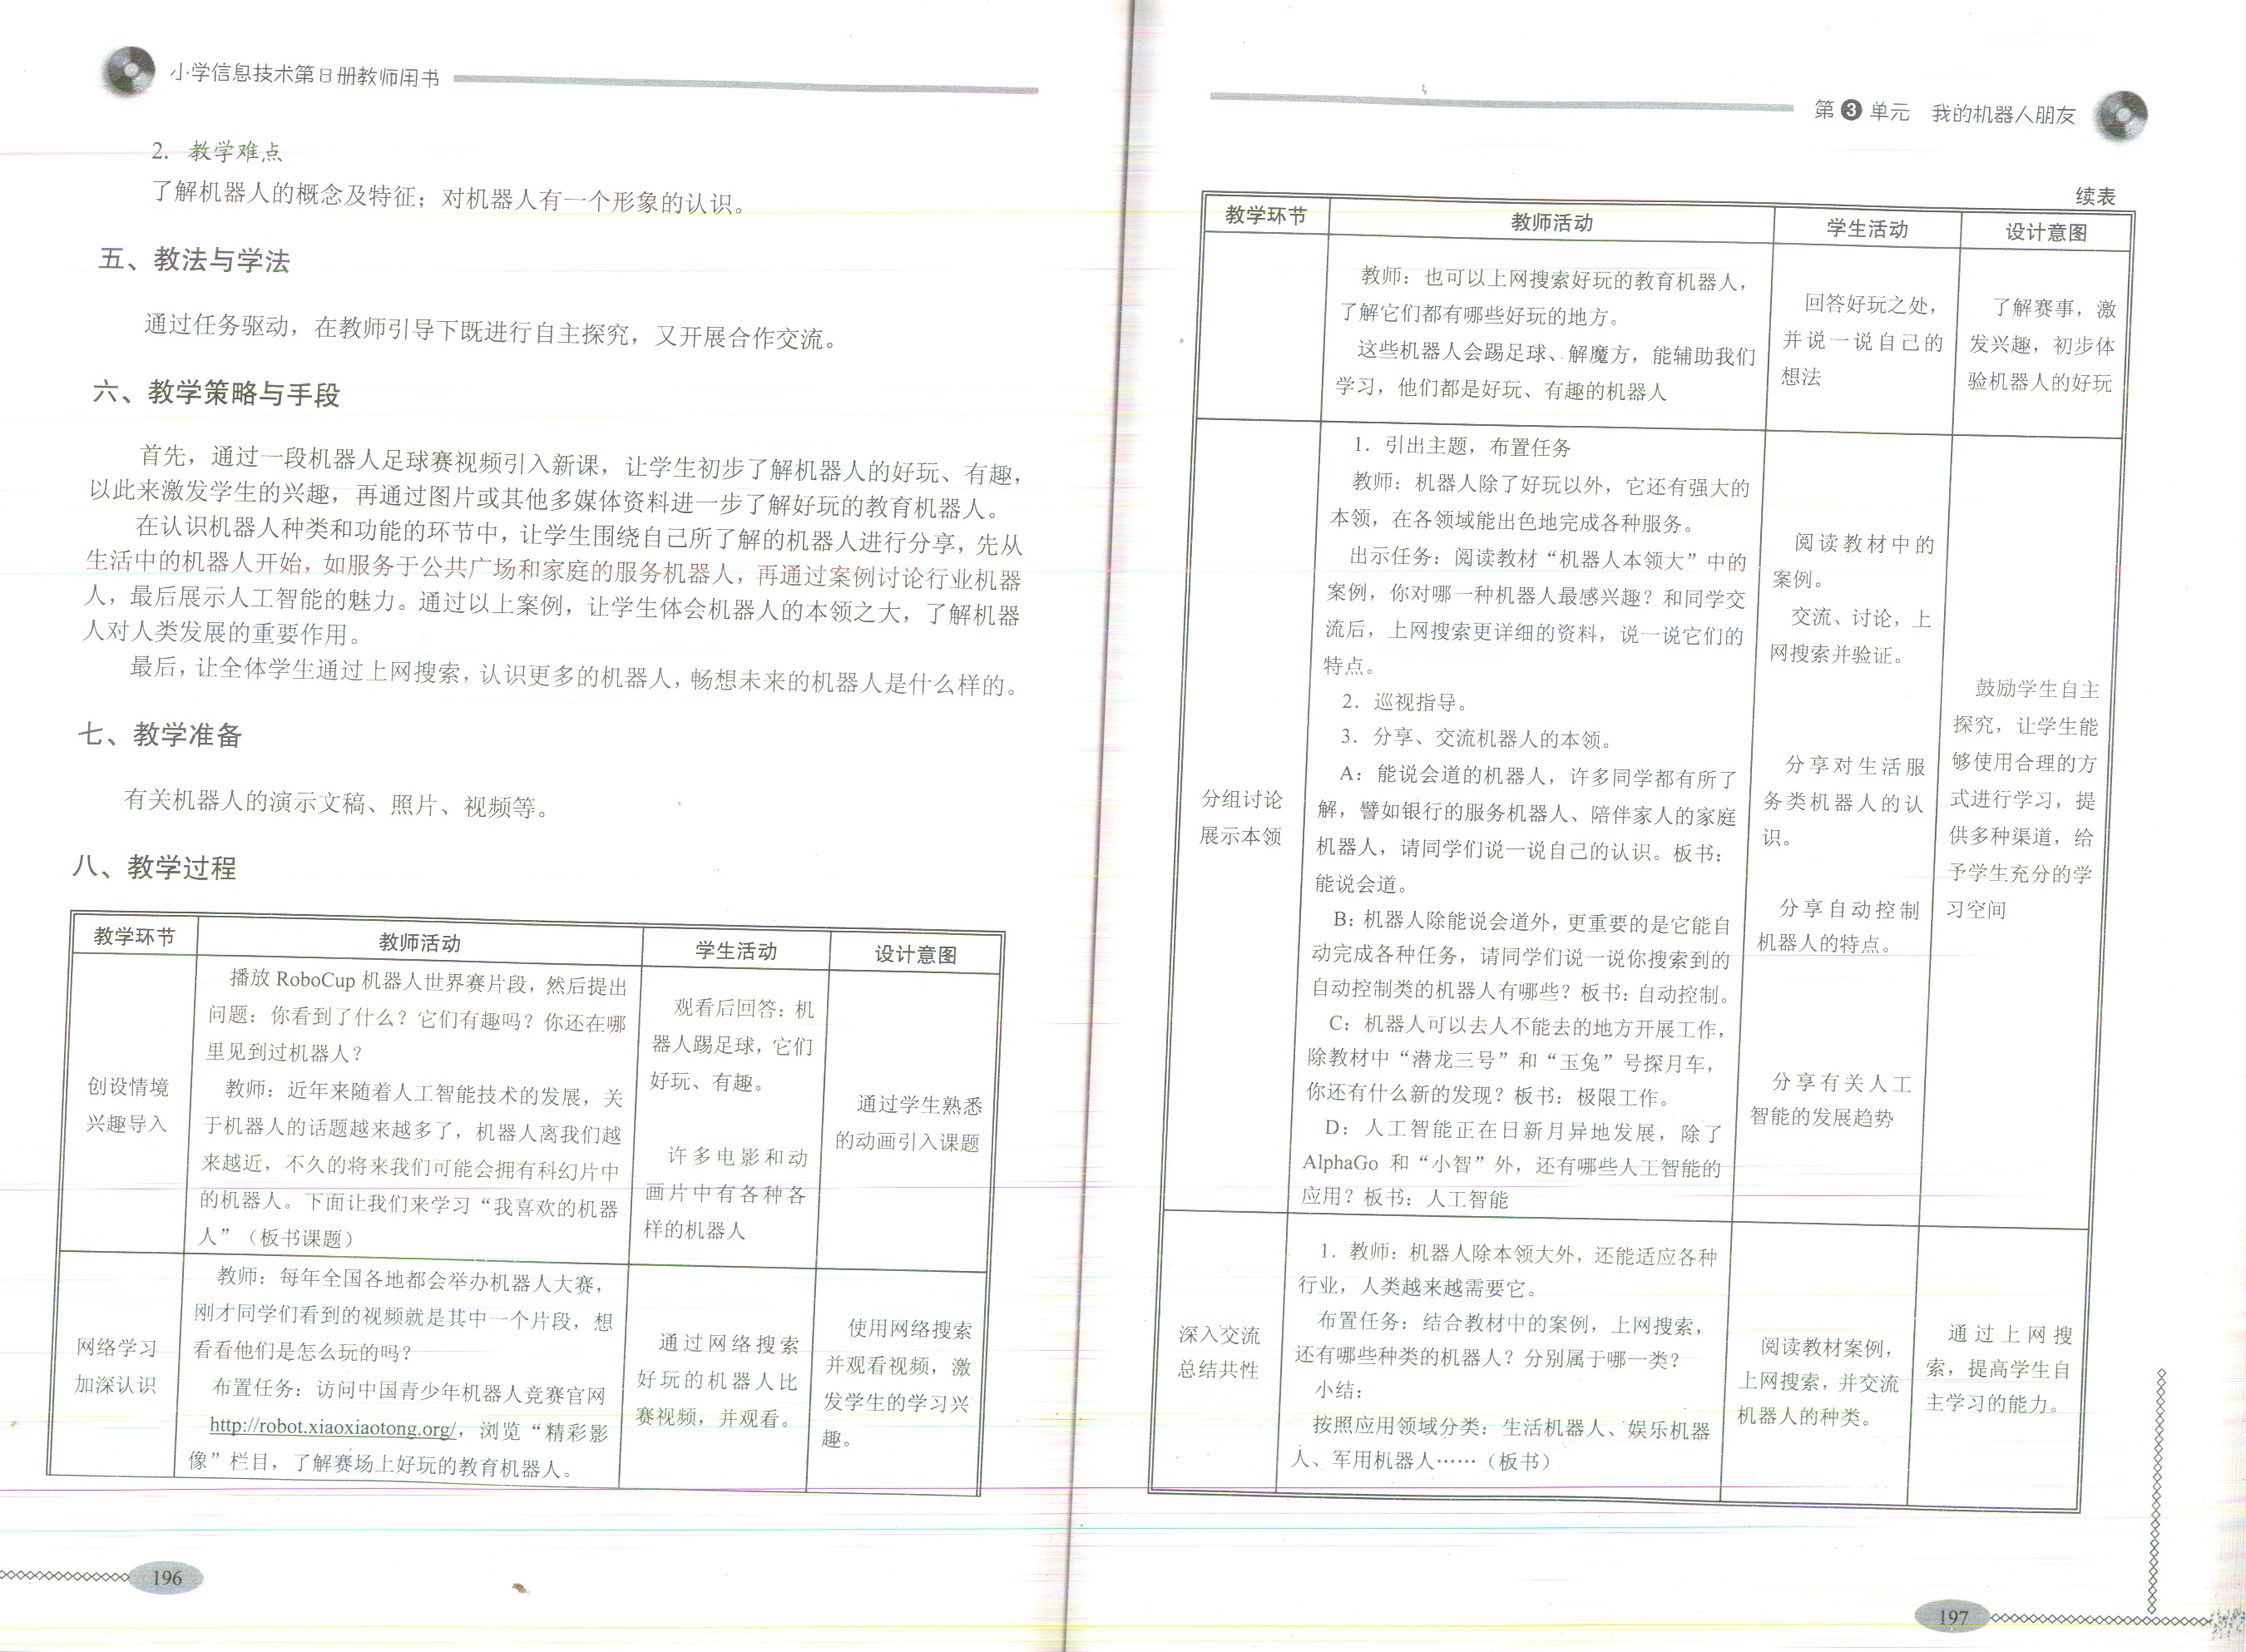 小学信息技术第8册教师用书
2. 教学难点
了解机器人的概念及特征；对机器人有一个形象的认识。
五、教法与学法
通过任务驱动，在教师引导下既进行自主探究，又开展合作交流。
六、教学策略与手段
首先，通过一段机器人足球赛视频引入新课，让学生初步了解机器人的好玩、有趣，
以此来激发学生的兴趣，再通过图片或其他多媒体资料进一步了解好玩的教育机器人。
在认识机器人种类和功能的环节中，让学生围绕自己所了解的机器人进行分享，先从
生活中的机器人开始，如服务于公共广场和家庭的服务机器人，再通过案例讨论行业机器
人，最后展示人工智能的魅力。通过以上案例，让学生体会机器人的本领之大，了解机器
人对人类发展的重要作用。
最后，让全体学生通过上网搜索，认识更多的机器人，畅想未来的机器人是什么样的。
七、教学准备
有关机器人的演示文稿、照片、视频等。
八、教学过程
教学环节 教师活动 学生活动 设计意图
创设情境
兴趣导入
播放 RoboCup 机器人世界赛片段，然后提出
问题：你看到了什么？它们有趣吗？你还在哪
里见到过机器人？
教师：近年来随着人工智能技术的发展，关
于机器人的话题越来越多了，机器人离我们越
来越近，不久的将来我们可能会拥有科幻片中
的机器人。下面让我们来学习“我喜欢的机器
人”（板书课题）
观看后回答：机
器人踢足球，它们
好玩、有趣。
许多电影和动
画片中有各种各
样的机器人
通过学生熟悉
的动画引入课题
网络学习
加深认识
教师：每年全国各地都会举办机器人大赛，
刚才同学们看到的视频就是其中一个片段，想
看看他们是怎么玩的吗？
布置任务：访问中国青少年机器人竞赛官网
http://robot.xiaoxiaotong.org/，浏览“精彩影
像”栏目，了解赛场上好玩的教育机器人。
通过网络搜索
好玩的机器人比
赛视频，并观看。
使用网络搜索
并观看视频，激
发学生的学习兴
趣。
196
第3单元 我的机器人朋友
续表
教学环节 教师活动 学生活动 设计意图
教师：也可以上网搜索好玩的教育机器人，
了解它们都有哪些好玩的地方。
这些机器人会踢足球、解魔方，能辅助我们
学习，他们都是好玩、有趣的机器人
回答好玩之处，
并说一说自己的
想法
了解赛事，激
发兴趣，初步体
验机器人的好玩
分组讨论
展示本领
1. 引出主题，布置任务
教师：机器人除了好玩以外，它还有强大的
本领，在各领域能出色地完成各种服务。
出示任务：阅读教材“机器人本领大”中的
案例，你对哪一种机器人最感兴趣？和同学交
流后，上网搜索更详细的资料，说一说它们的
特点。
2. 巡视指导。
3. 分享、交流机器人的本领。
A：能说会道的机器人，许多同学都有所了
解，譬如银行的服务机器人、陪伴家人的家庭
机器人，请同学们说一说自己的认识。板书：
能说会道。
B：机器人除能说会道外，更重要的是它能自
动完成各种任务，请同学们说一说你搜索到的
自动控制类的机器人有哪些？板书：自动控制。
C：机器人可以去人不能去的地方开展工作，
除教材中“潜龙三号”和“玉兔”号探月车，
你还有什么新的发现？板书：极限工作。
D：人工智能正在日新月异地发展，除了
AlphaGo 和“小智”外，还有哪些人工智能的
应用？板书：人工智能
阅读教材中的
案例。
交流、讨论，上
网搜索并验证。
分享对生活服
务类机器人的认
识。
分享自动控制
机器人的特点。
分享有关人工
智能的发展趋势
鼓励学生自主
探究，让学生能
够使用合理的方
式进行学习，提
供多种渠道，给
予学生充分的学
习空间
深入交流
总结共性
1. 教师：机器人除本领大外，还能适应各种
行业，人类越来越需要它。
布置任务：结合教材中的案例，上网搜索，
还有哪些种类的机器人？分别属于哪一类？
小结：
按照应用领域分类：生活机器人、娱乐机器
人、军用机器人……（板书）
阅读教材案例，
上网搜索，并交流
机器人的种类。
通过上网搜
索，提高学生自
主学习的能力。
197